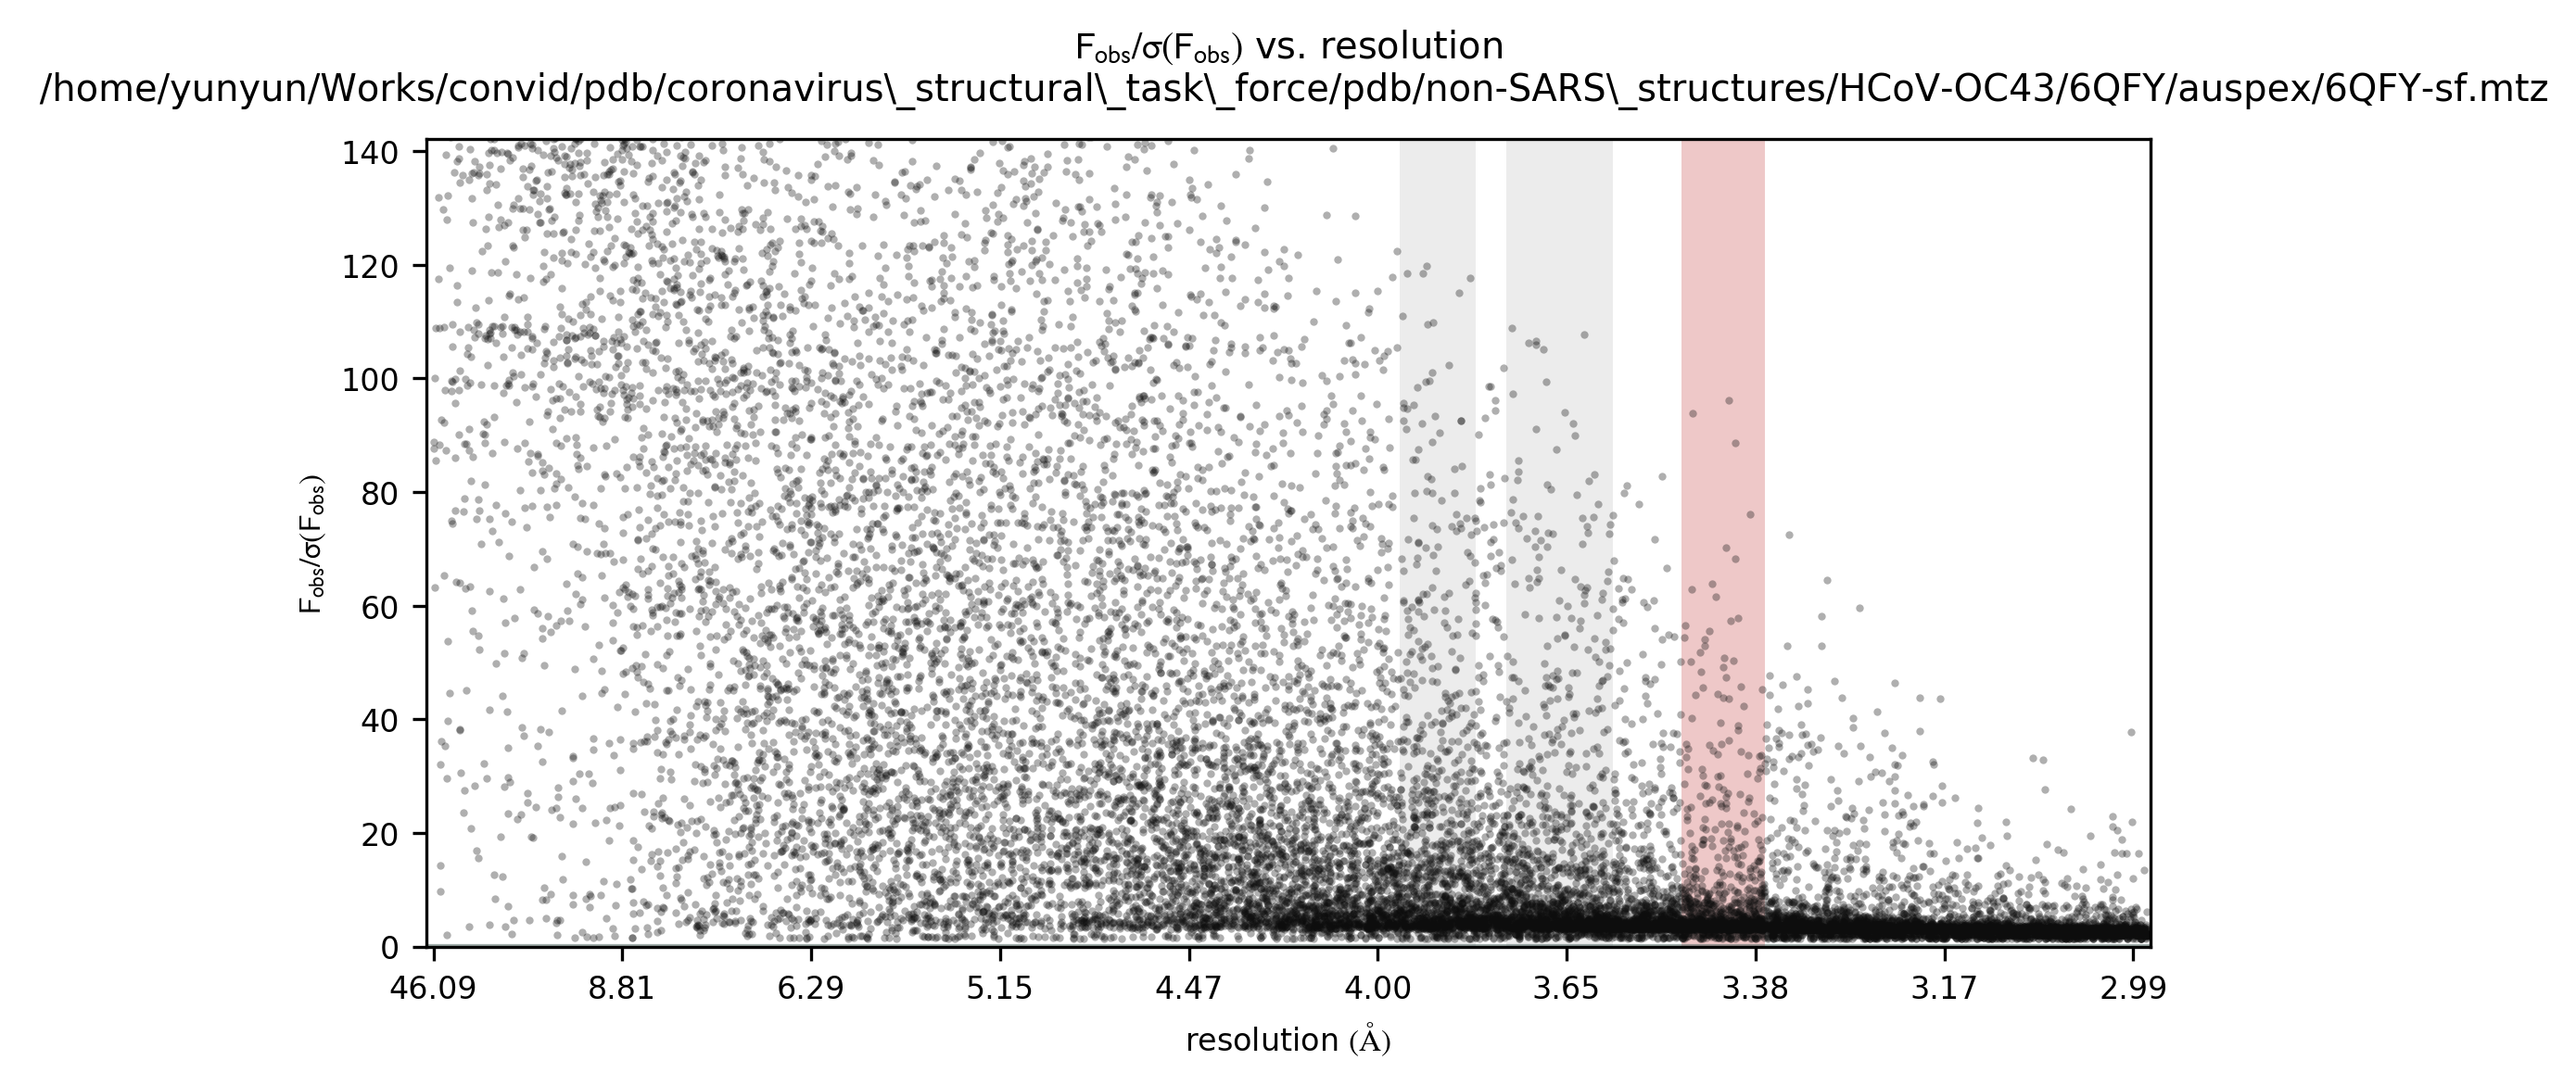 Fobs/σ(Fobs) vs. resolution
/home/yunyun/Works/convid/pdb/coronavirus\_structural\_task\_force/pdb/non-SARS\_structures/HCoV-OC43/6QFY/auspex/6QFY-sf.mtz
140
120
100
80
60
40
20
0
Fobs/σ(Fobs)
46.09 8.81 6.29 5.15 4.47 4.00 3.65 3.38 3.17 2.99
resolution (Å)